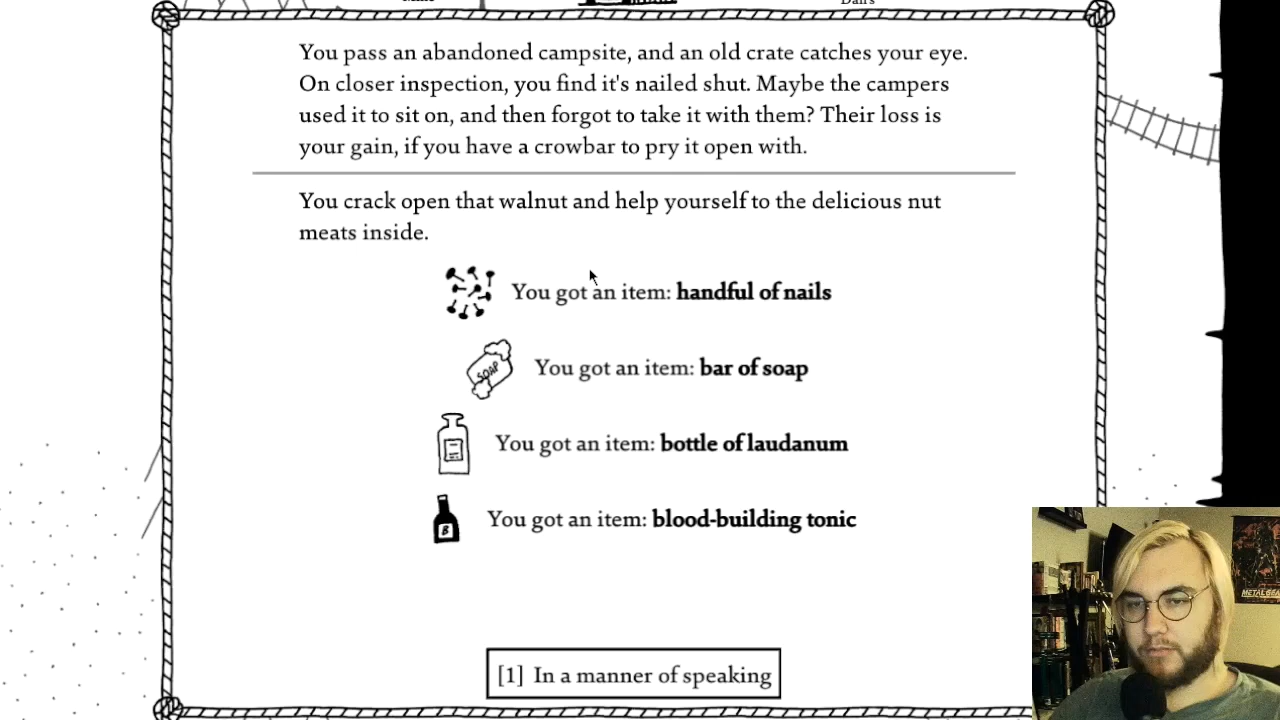 You pass an abandoned campsite, and an old crate catches your eye.
On closer inspection, you find it's nailed shut. Maybe the campers
used it to sit on, and then forgot to take it with them? Their loss is
your gain, if you have a crowbar to pry it open with.
You crack open that walnut and help yourself to the delicious nut
meats inside.
You got an item: handful of nails
SOAP
You got an item: bar of soap
You got an item: bottle of laudanum
B
You got an item: blood-building tonic
[1] In a manner of speaking